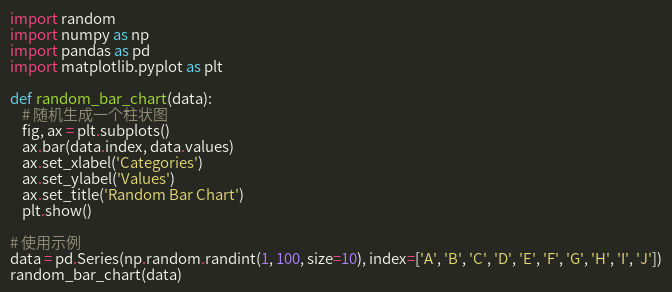 import random
import numpy as np
import pandas as pd
import matplotlib.pyplot as plt

def random_bar_chart(data):
    # 随机生成一个柱状图
    fig, ax = plt.subplots()
    ax.bar(data.index, data.values)
    ax.set_xlabel('Categories')
    ax.set_ylabel('Values')
    ax.set_title('Random Bar Chart')
    plt.show()

# 使用示例
data = pd.Series(np.random.randint(1, 100, size=10), index=['A', 'B', 'C', 'D', 'E', 'F', 'G', 'H', 'I', 'J'])
random_bar_chart(data)